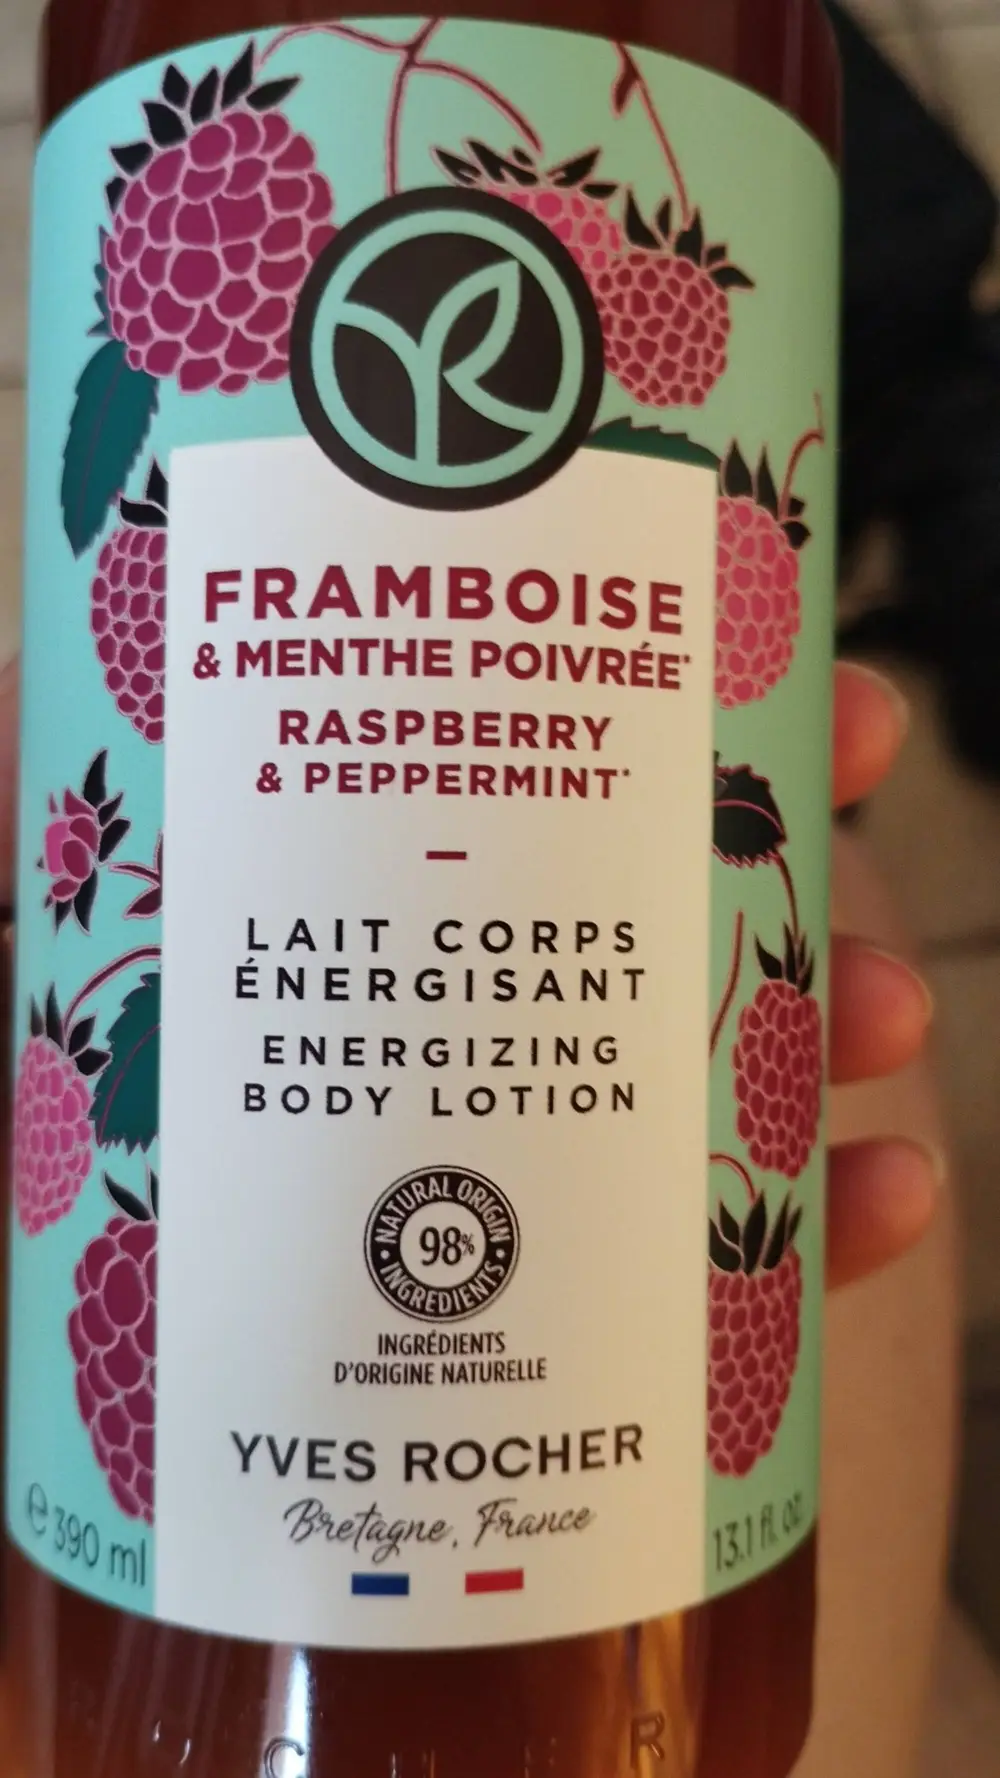 FRAMBOISE
& MENTHE POIVRÉE*
RASPBERRY
& PEPPERMINT*
LAIT CORPS
ÉNERGISANT
ENERGIZING
BODY LOTION
NATURAL ORIGIN
98%
INGREDIENTS
INGRÉDIENTS
D'ORIGINE NATURELLE
YVES ROCHER
Bretagne, France
e 390 ml
13.1 fl. oz